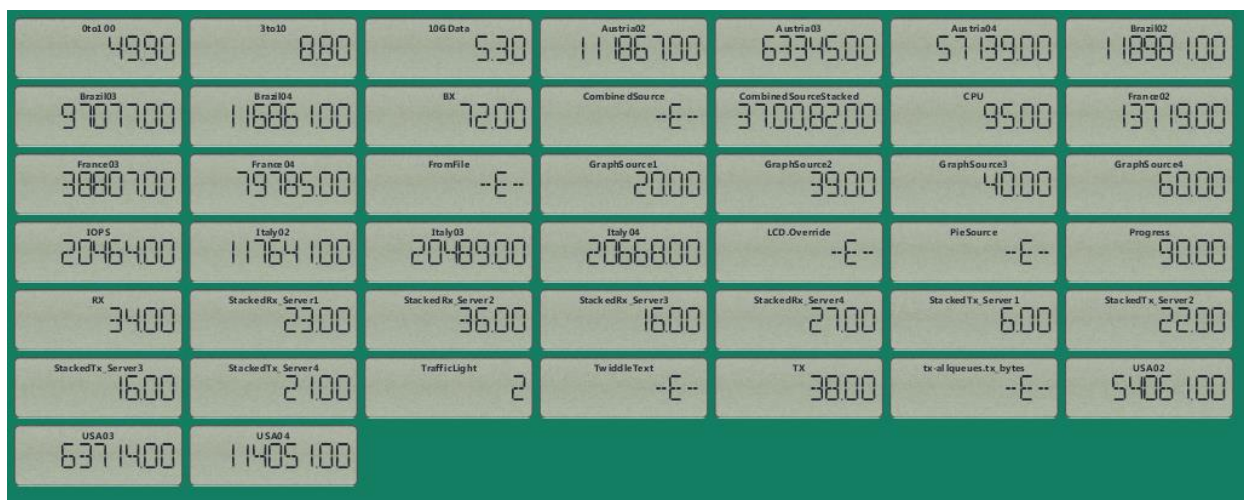 0to100
49.90
3to10
8.80
10GData
5.30
Austria02
111867.00
Austria03
63345.00
Austria04
57139.00
Brazil02
118981.00
Brazil03
97077.00
Brazil04
116861.00
BX
72.00
CombinedSource
-E-
CombinedSourceStacked
37.00,82.00
CPU
95.00
France02
13719.00
France03
38807.00
France04
79785.00
FromFile
-E-
GraphSource1
20.00
GraphSource2
39.00
GraphSource3
40.00
GraphSource4
60.00
IOPS
20464.00
Italy02
117641.00
Italy03
20489.00
Italy04
20668.00
LCD.Override
-E-
PieSource
-E-
Progress
90.00
RX
34.00
StackedRx_Server1
23.00
StackedRx_Server2
36.00
StackedRx_Server3
16.00
StackedRx_Server4
21.00
StackedTx_Server1
6.00
StackedTx_Server2
22.00
StackedTx_Server3
16.00
StackedTx_Server4
21.00
TrafficLight
2
TwiddleText
-E-
TX
38.00
tx-allqueues.tx_bytes
-E-
USA02
54061.00
USA03
63714.00
USA04
114051.00